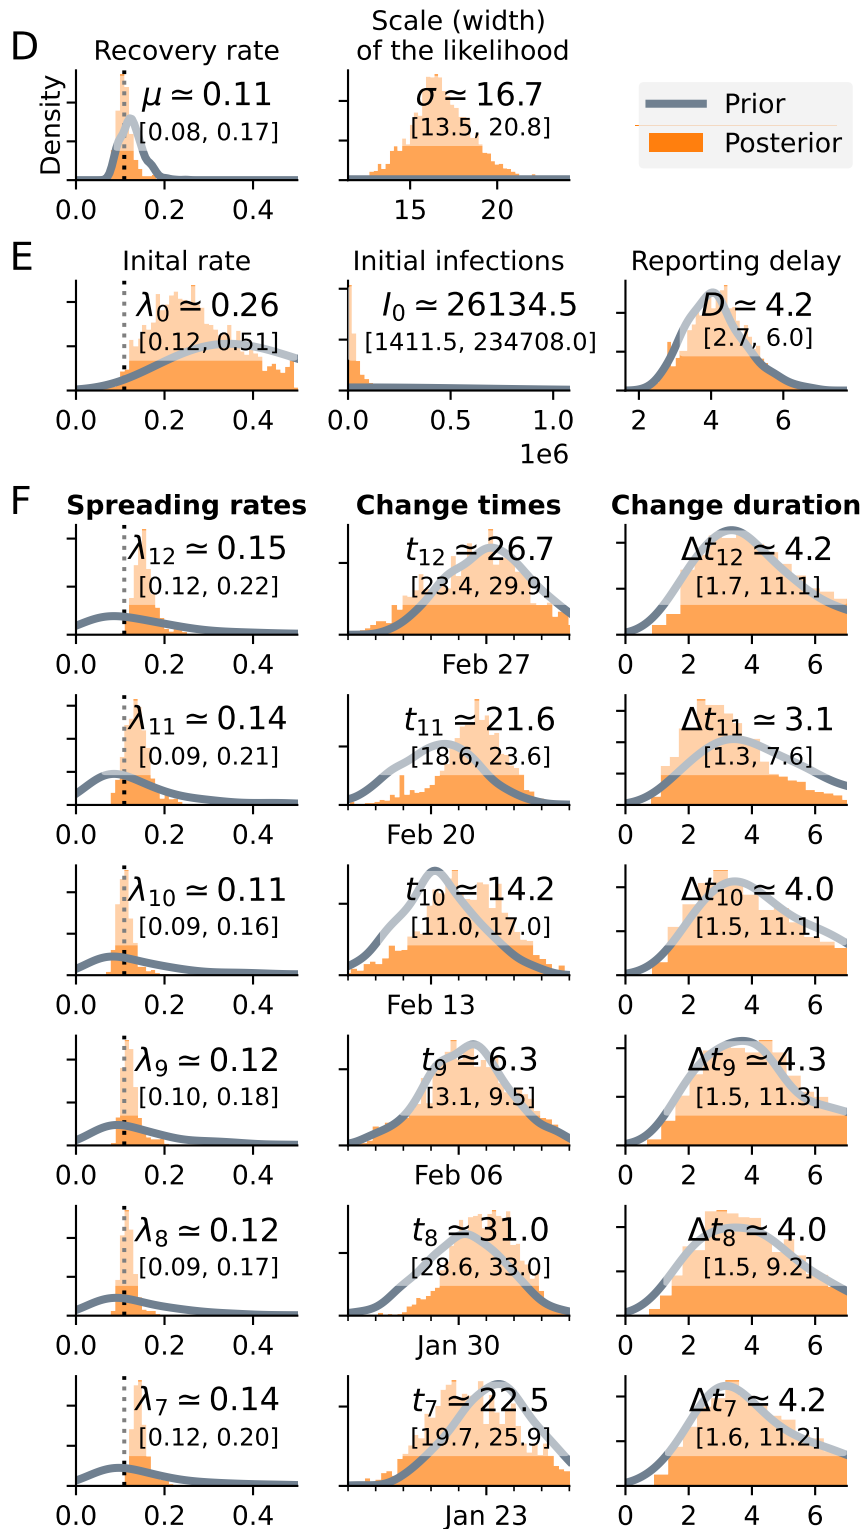 D
Recovery rate
Scale (width)
of the likelihood
Density
μ ≃ 0.11
[0.08, 0.17]
0.0 0.2 0.4
σ ≃ 16.7
[13.5, 20.8]
15 20
Prior
Posterior
E
Inital rate
Initial infections
Reporting delay
λ0 ≃ 0.26
[0.12, 0.51]
0.0 0.2 0.4
I0 ≃ 26134.5
[1411.5, 234708.0]
0.0 0.5 1.0
1e6
D ≃ 4.2
[2.7, 6.0]
2 4 6
F
Spreading rates
Change times
Change duration
λ12 ≃ 0.15
[0.12, 0.22]
0.0 0.2 0.4
t12 ≃ 26.7
[23.4, 29.9]
Feb 27
Δt12 ≃ 4.2
[1.7, 11.1]
0 2 4 6
λ11 ≃ 0.14
[0.09, 0.21]
0.0 0.2 0.4
t11 ≃ 21.6
[18.6, 23.6]
Feb 20
Δt11 ≃ 3.1
[1.3, 7.6]
0 2 4 6
λ10 ≃ 0.11
[0.09, 0.16]
0.0 0.2 0.4
t10 ≃ 14.2
[11.0, 17.0]
Feb 13
Δt10 ≃ 4.0
[1.5, 11.1]
0 2 4 6
λ9 ≃ 0.12
[0.10, 0.18]
0.0 0.2 0.4
t9 ≃ 6.3
[3.1, 9.5]
Feb 06
Δt9 ≃ 4.3
[1.5, 11.3]
0 2 4 6
λ8 ≃ 0.12
[0.09, 0.17]
0.0 0.2 0.4
t8 ≃ 31.0
[28.6, 33.0]
Jan 30
Δt8 ≃ 4.0
[1.5, 9.2]
0 2 4 6
λ7 ≃ 0.14
[0.12, 0.20]
0.0 0.2 0.4
t7 ≃ 22.5
[19.7, 25.9]
Jan 23
Δt7 ≃ 4.2
[1.6, 11.2]
0 2 4 6